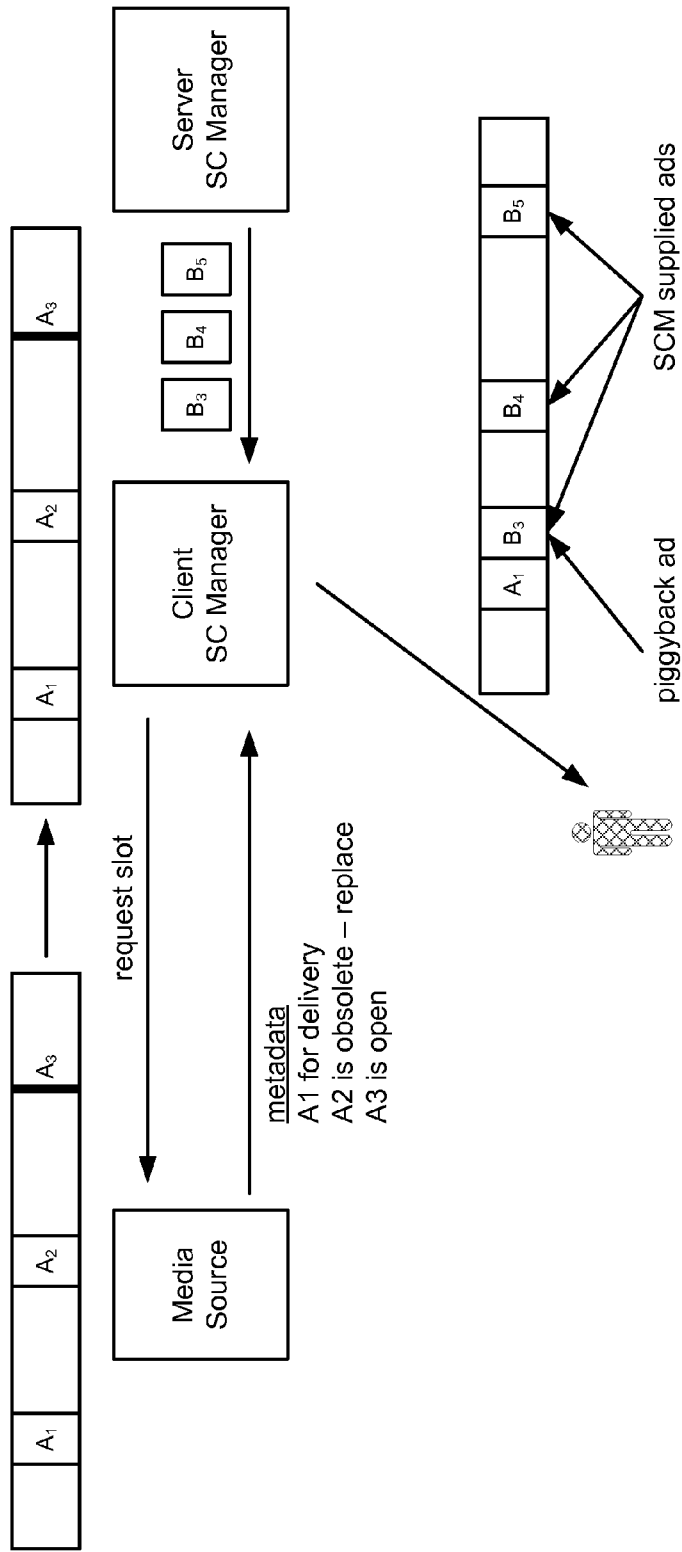 A1
A2
A3
A1
A2
A3
Media
Source
request slot
metadata
A1 for delivery
A2 is obsolete – replace
A3 is open
Client
SC Manager
B3
B4
B5
Server
SC Manager
A1
B3
B4
B5
piggyback ad
SCM supplied ads